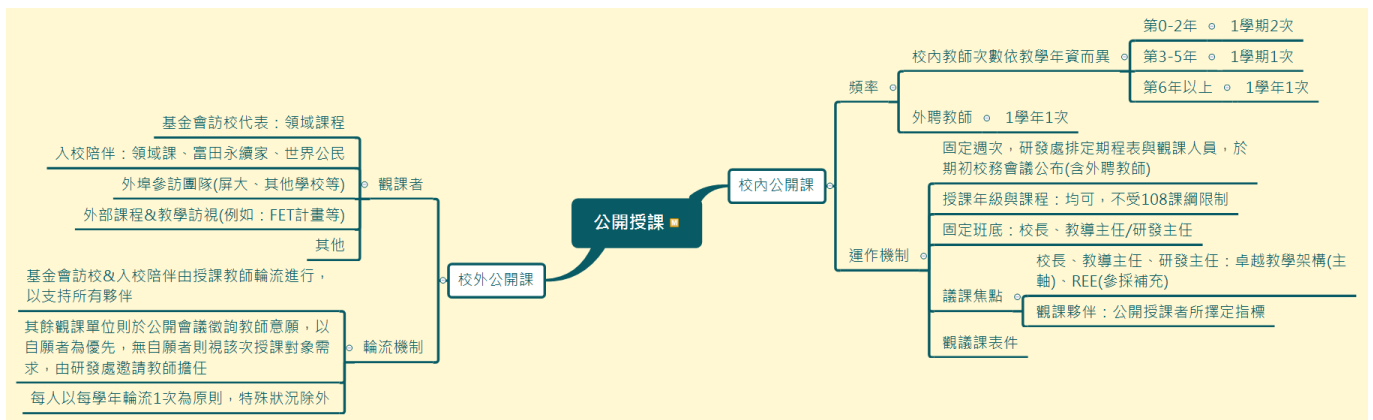 公開授課
校內公開課
頻率
校內教師次數依教學年資而異
第0-2年
1學期2次
第3-5年
1學期1次
第6年以上
1學年1次
外聘教師
1學年1次
運作機制
固定週次，研發處排定期程表與觀課人員，於
期初校務會議公布(含外聘教師)
授課年級與課程：均可，不受108課綱限制
固定班底：校長、教導主任/研發主任
議課焦點
校長、教導主任、研發主任：卓越教學架構(主
軸)、REE(參採補充)
觀課夥伴：公開授課者所擇定指標
觀議課表件
校外公開課
觀課者
基金會訪校代表：領域課程
入校陪伴：領域課、富田永續家、世界公民
外埠參訪團隊(屏大、其他學校等)
外部課程&教學訪視(例如：FET計畫等)
其他
輪流機制
基金會訪校&入校陪伴由授課教師輪流進行，
以支持所有夥伴
其餘觀課單位則於公開會議徵詢教師意願，以
自願者為優先，無自願者則視該次授課對象需
求，由研發處邀請教師擔任
每人以每學年輪流1次為原則，特殊狀況除外